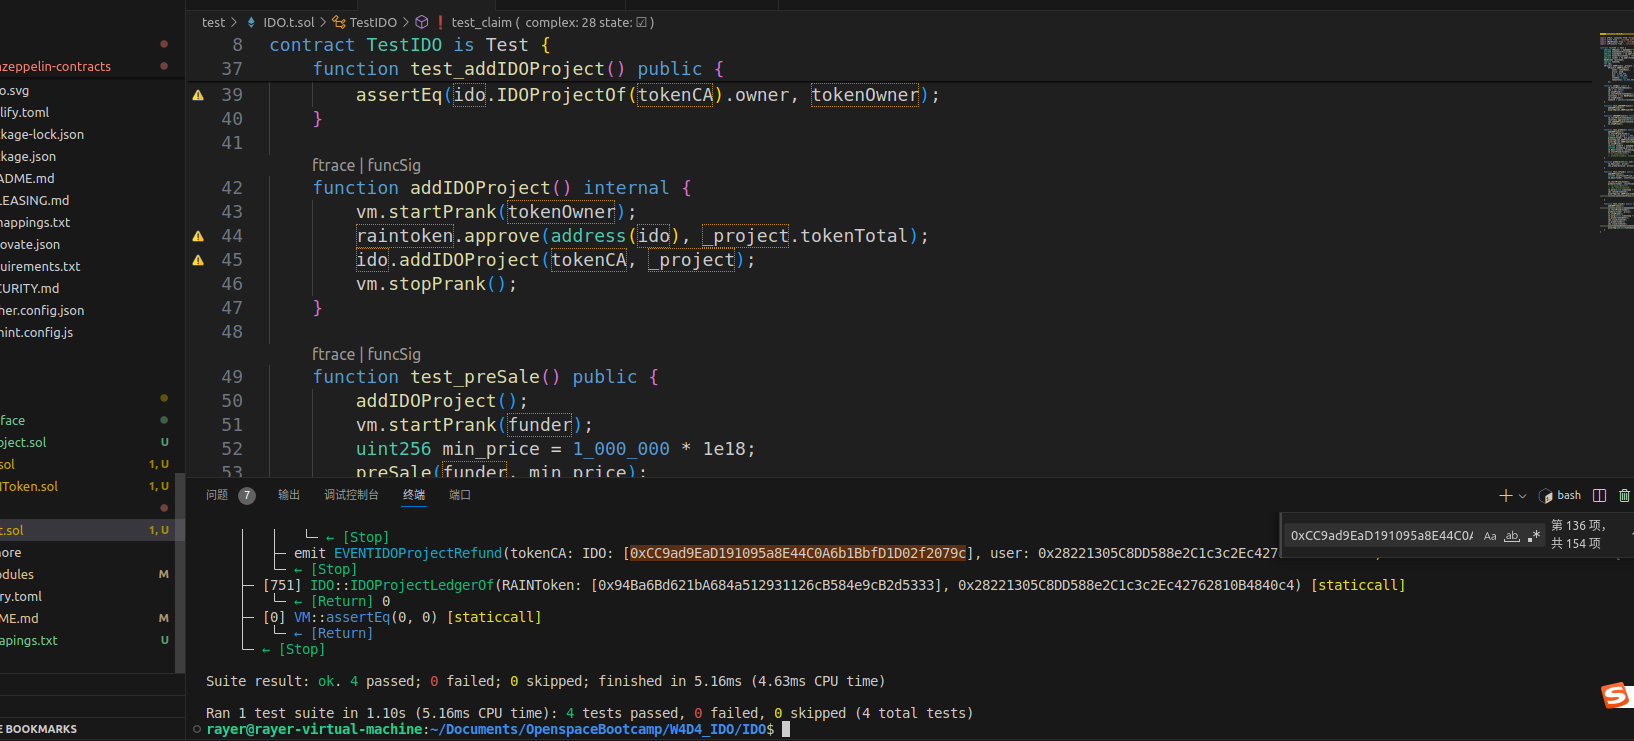 test > IDO.t.sol > TestIDO > test_claim ( complex: 28 state: ☑ )
8 contract TestIDO is Test {
37 function test_addIDOProject() public {
39 assertEq(ido.IDOProjectOf(tokenCA).owner, tokenOwner);
40 }
41
ftrace | funcSig
42 function addIDOProject() internal {
43 vm.startPrank(tokenOwner);
44 raintoken.approve(address(ido), _project.tokenTotal);
45 ido.addIDOProject(tokenCA, _project);
46 vm.stopPrank();
47 }
48
ftrace | funcSig
49 function test_preSale() public {
50 addIDOProject();
51 vm.startPrank(funder);
52 uint256 min_price = 1_000_000 * 1e18;
53 preSale(funder, min_price);
zeppelin-contracts
o.svg
lify.toml
kage-lock.json
kage.json
ADME.md
LEASING.md
nappings.txt
ovate.json
uirements.txt
CURITY.md
her.config.json
hint.config.js
face
oject.sol U
sol 1, U
IToken.sol 1, U
t.sol 1, U
ore
odules M
ry.toml
ME.md M
apings.txt U
E BOOKMARKS
问题 7 输出 调试控制台 终端 端口
bash
0xCC9ad9EaD191095a8E44C0A Aa ab .* 第 136 项, 共 154 项
← [Stop]
emit EVENTIDOProjectRefund(tokenCA: IDO: [0xCC9ad9EaD191095a8E44C0A6b1BbfD1D02f2079c], user: 0x28221305C8DD588e2C1c3c2Ec427
← [Stop]
[751] IDO::IDOProjectLedgerOf(RAINToken: [0x94Ba6Bd621bA684a512931126cB584e9cB2d5333], 0x28221305C8DD588e2C1c3c2Ec42762810B4840c4) [staticcall]
← [Return] 0
[0] VM::assertEq(0, 0) [staticcall]
← [Return]
← [Stop]
Suite result: ok. 4 passed; 0 failed; 0 skipped; finished in 5.16ms (4.63ms CPU time)
Ran 1 test suite in 1.10s (5.16ms CPU time): 4 tests passed, 0 failed, 0 skipped (4 total tests)
rayer@rayer-virtual-machine:~/Documents/OpenspaceBootcamp/W4D4_IDO/IDO$